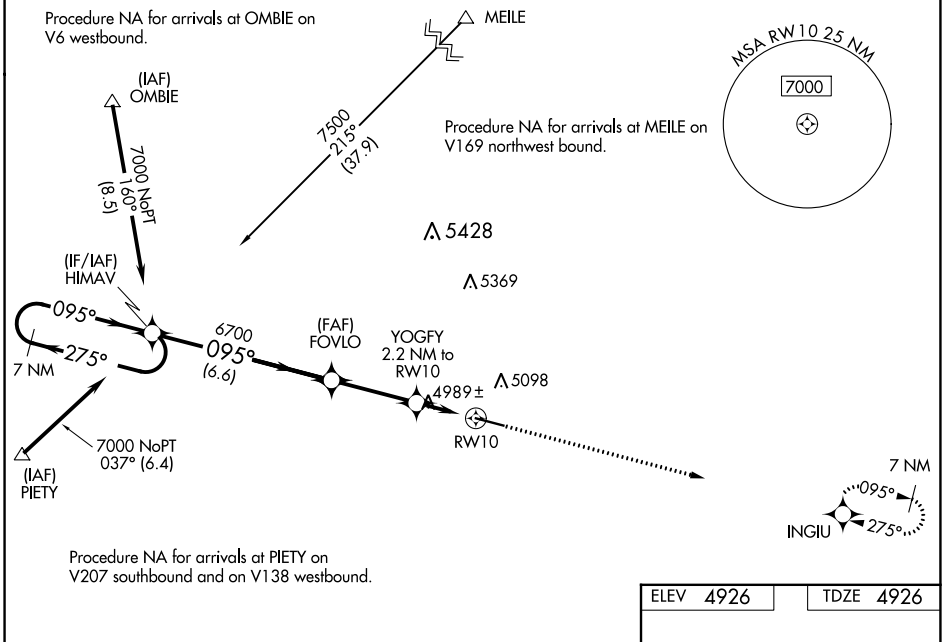 Procedure NA for arrivals at OMBIE on
V6 westbound.
MEILE
MSA RW10 25 NM
7000
(IAF)
OMBIE
7500
215°
(37.9)
Procedure NA for arrivals at MEILE on
V169 northwest bound.
7000 NoPT
160°
(8.5)
5428
(IF/IAF)
HIMAV
5369
095°
6700
095°
(6.6)
(FAF)
FOVLO
YOGFY
2.2 NM to
RW10
275°
7 NM
4989±
5098
RW10
7000 NoPT
037° (6.4)
(IAF)
PIETY
7 NM
095°
275°
INGIU
Procedure NA for arrivals at PIETY on
V207 southbound and on V138 westbound.
ELEV 4926
TDZE 4926